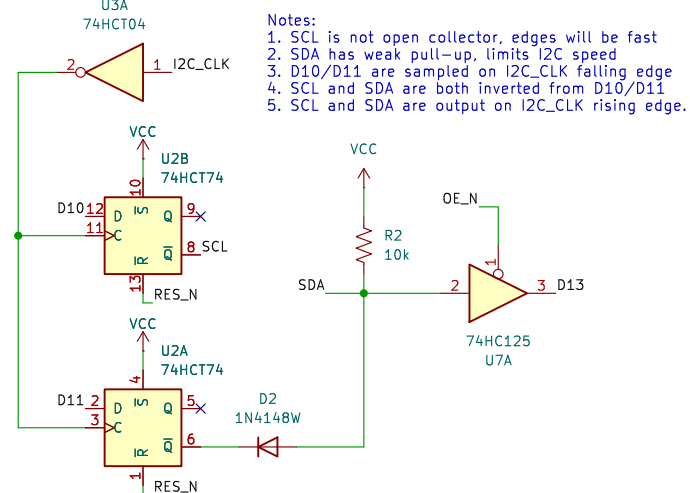 U3A
74HCT04
2
1
I2C_CLK
Notes:
1. SCL is not open collector, edges will be fast
2. SDA has weak pull-up, limits I2C speed
3. D10/D11 are sampled on I2C_CLK falling edge
4. SCL and SDA are both inverted from D10/D11
5. SCL and SDA are output on I2C_CLK rising edge.
VCC
U2B
74HCT74
10
D10
12
D
S
Q
9
11
C
Q
8
SCL
R
13
RES_N
VCC
R2
10k
SDA
OE_N
1
2
3
D13
74HC125
U7A
VCC
U2A
74HCT74
4
D11
2
D
S
Q
5
3
C
Q
6
R
1
RES_N
D2
1N4148W